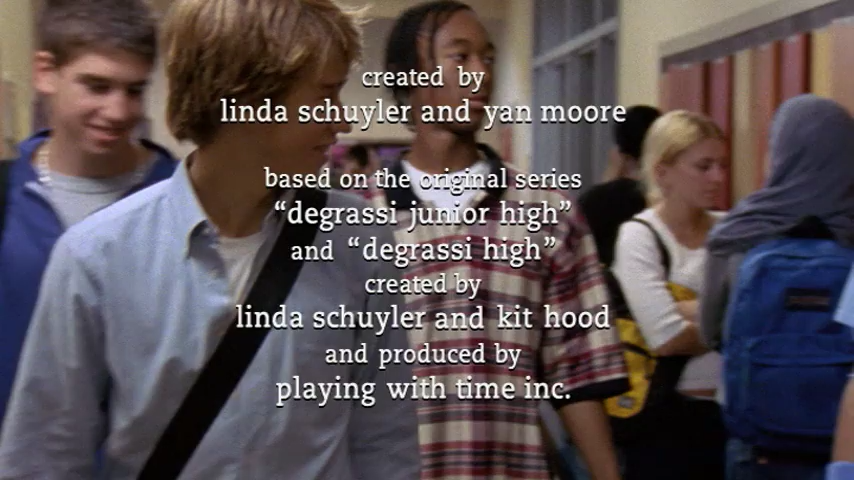 created by
linda schuyler and yan moore
based on the original series
“degrassi junior high”
and “degrassi high”
created by
linda schuyler and kit hood
and produced by
playing with time inc.